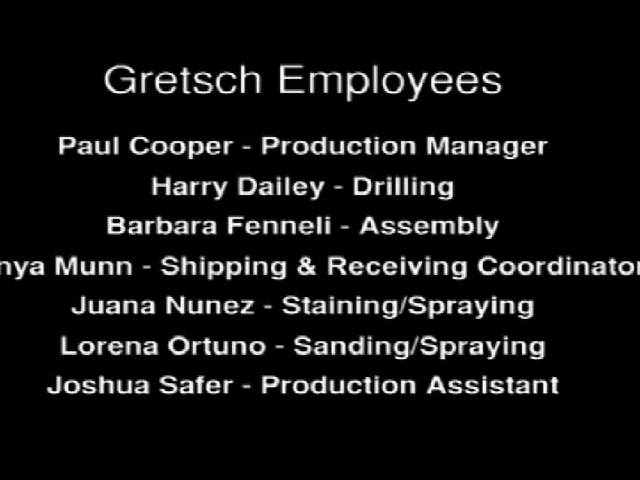 Gretsch Employees
Paul Cooper - Production Manager
Harry Dailey - Drilling
Barbara Fenneli - Assembly
nya Munn - Shipping & Receiving Coordinator
Juana Nunez - Staining/Spraying
Lorena Ortuno - Sanding/Spraying
Joshua Safer - Production Assistant